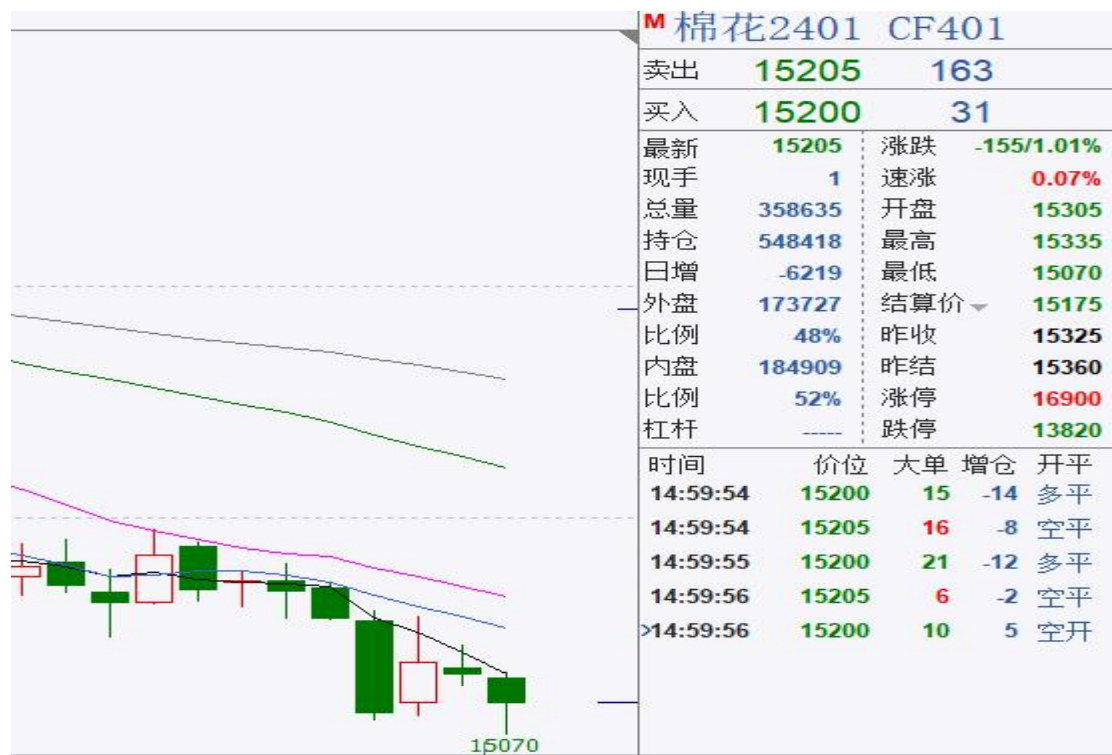 M 棉花2401 CF401
卖出 15205 163
买入 15200 31
最新 15205 涨跌 -155/1.01%
现手 1 速涨 0.07%
总量 358635 开盘 15305
持仓 548418 最高 15335
日增 -6219 最低 15070
外盘 173727 结算价 15175
比例 48% 昨收 15325
内盘 184909 昨结 15360
比例 52% 涨停 16900
杠杆 ----- 跌停 13820
时间 价位 大单 增仓 开平
14:59:54 15200 15 -14 多平
14:59:54 15205 16 -8 空平
14:59:55 15200 21 -12 多平
14:59:56 15205 6 -2 空平
>14:59:56 15200 10 5 空开
15070